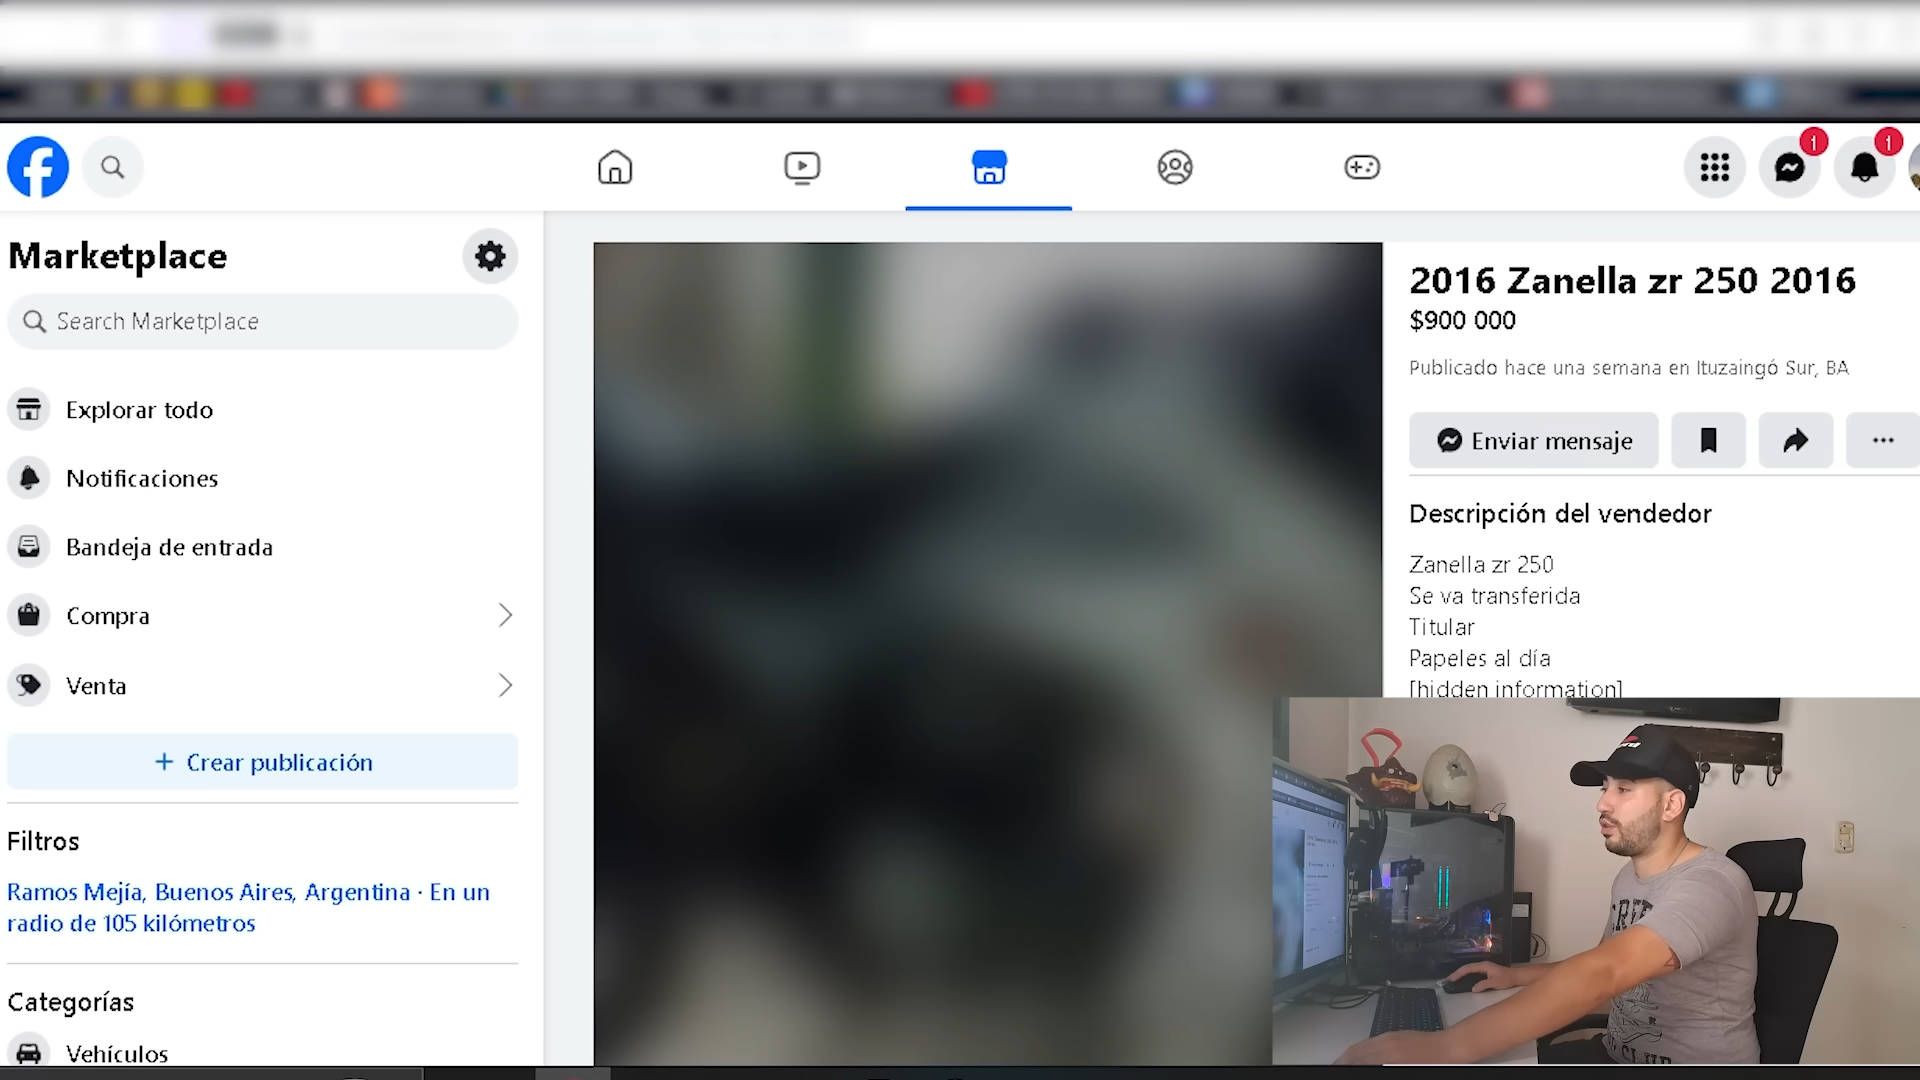 1
1
Marketplace
Search Marketplace
Explorar todo
Notificaciones
Bandeja de entrada
Compra
Venta
+ Crear publicación
Filtros
Ramos Mejía, Buenos Aires, Argentina · En un
radio de 105 kilómetros
Categorías
Vehículos
2016 Zanella zr 250 2016
$900 000
Publicado hace una semana en Ituzaingó Sur, BA
Enviar mensaje
Descripción del vendedor
Zanella zr 250
Se va transferida
Titular
Papeles al día
[hidden information]